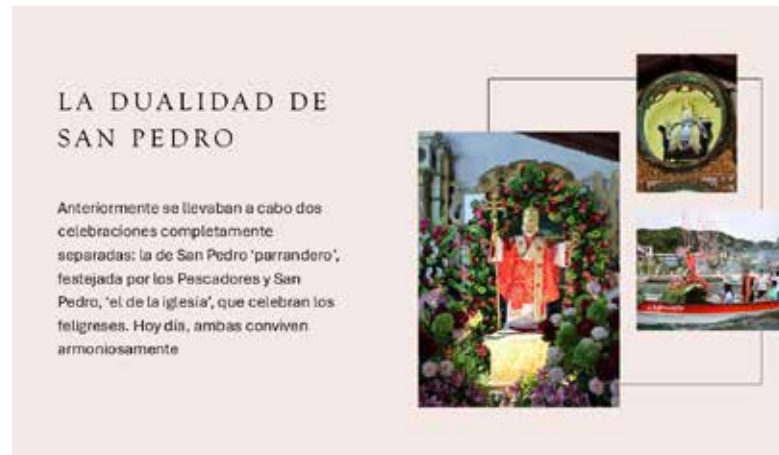 LA DUALIDAD DE
SAN PEDRO
Anteriormente se llevaban a cabo dos
celebraciones completamente
separadas: la de San Pedro ‘parrandero’,
festejada por los Pescadores y San
Pedro, ‘el de la iglesia’, que celebran los
feligreses. Hoy día, ambas conviven
armoniosamente